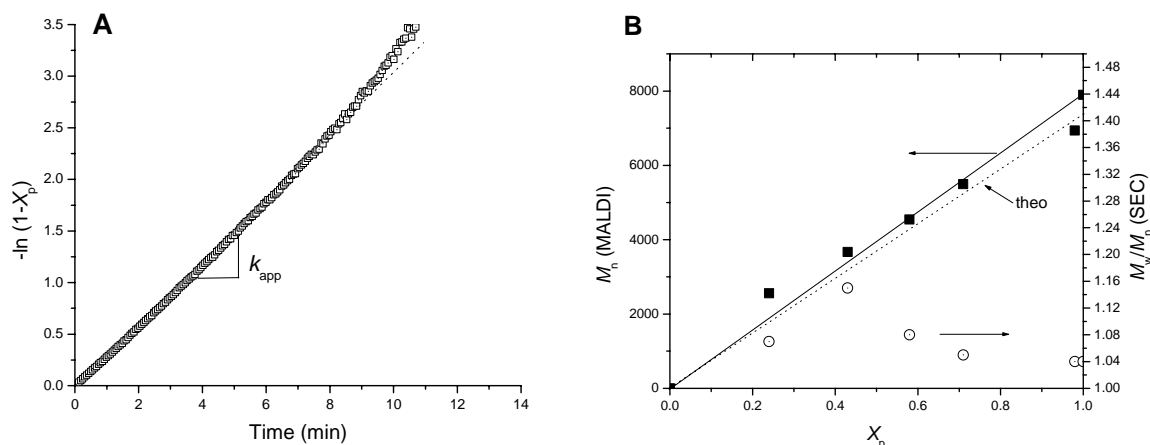 A
3.5
3.0
2.5
2.0
1.5
1.0
0.5
0.0
-ln (1-Xp)
kapp
0 2 4 6 8 10 12 14
Time (min)
B
8000
6000
4000
2000
0
Mn (MALDI)
theo
1.48
1.44
1.40
1.36
1.32
1.28
1.24
1.20
1.16
1.12
1.08
1.04
1.00
Mw/Mn (SEC)
0.0 0.2 0.4 0.6 0.8 1.0
Xp